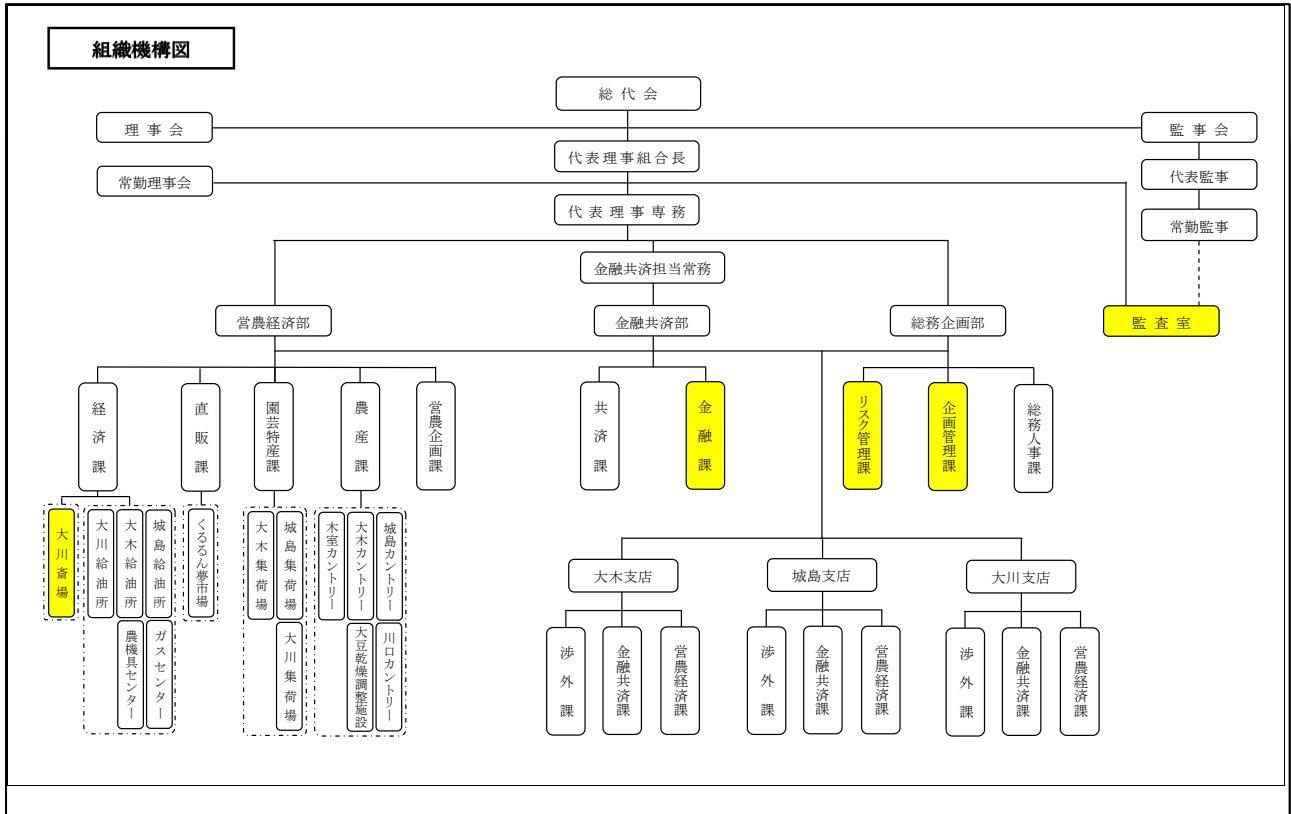 組織機構図
総代会
理事会
監事会
代表理事組合長
常勤理事会
代表監事
代表理事専務
常勤監事
金融共済担当常務
営農経済部
金融共済部
総務企画部
監査室
経済課
直販課
園芸特産課
農産課
営農企画課
共済課
金融課
リスク管理課
企画管理課
総務人事課
大川斎場
大川給油所
大木給油所
城島給油所
くるるん夢市場
大木集荷場
城島集荷場
木室カントリー
大木カントリー
城島カントリー
農機具センター
ガスセンター
大川集荷場
大豆乾燥調整施設
川口カントリー
大木支店
城島支店
大川支店
渉外課
金融共済課
営農経済課
渉外課
金融共済課
営農経済課
渉外課
金融共済課
営農経済課